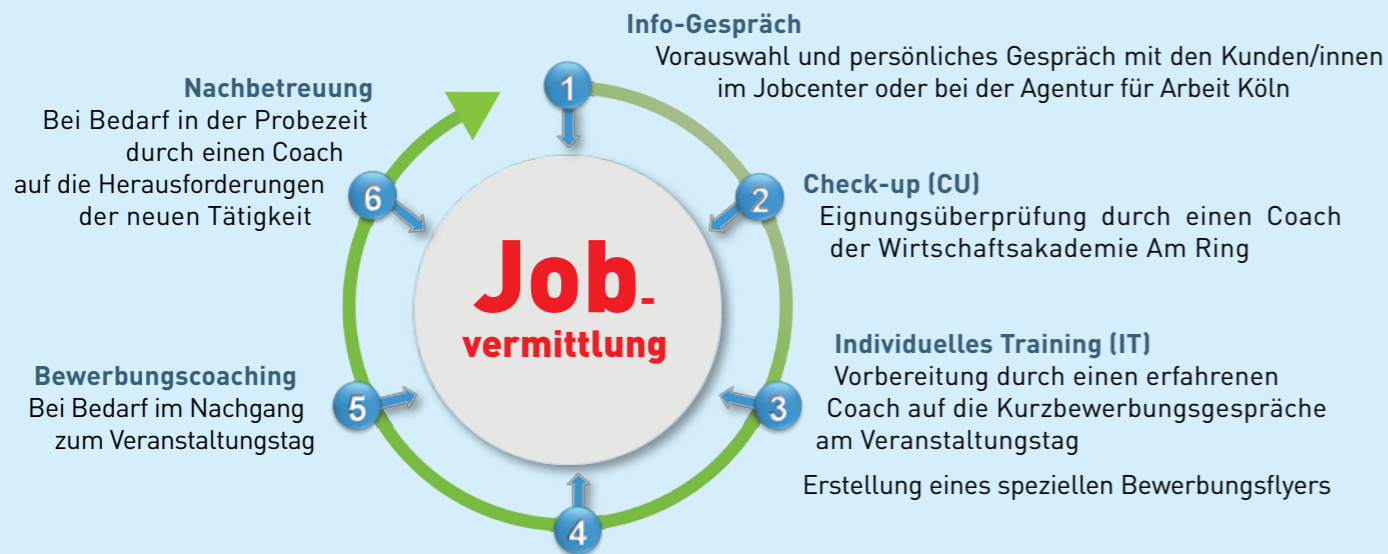 Info-Gespräch
Vorauswahl und persönliches Gespräch mit den Kunden/innen
im Jobcenter oder bei der Agentur für Arbeit Köln
1
Check-up (CU)
Eignungsüberprüfung durch einen Coach
der Wirtschaftsakademie Am Ring
2
Individuelles Training (IT)
Vorbereitung durch einen erfahrenen
Coach auf die Kurzbewerbungsgespräche
am Veranstaltungstag
Erstellung eines speziellen Bewerbungsflyers
3
4
Bewerbungscoaching
Bei Bedarf im Nachgang
zum Veranstaltungstag
5
Nachbetreuung
Bei Bedarf in der Probezeit
durch einen Coach
auf die Herausforderungen
der neuen Tätigkeit
6
Job-
vermittlung